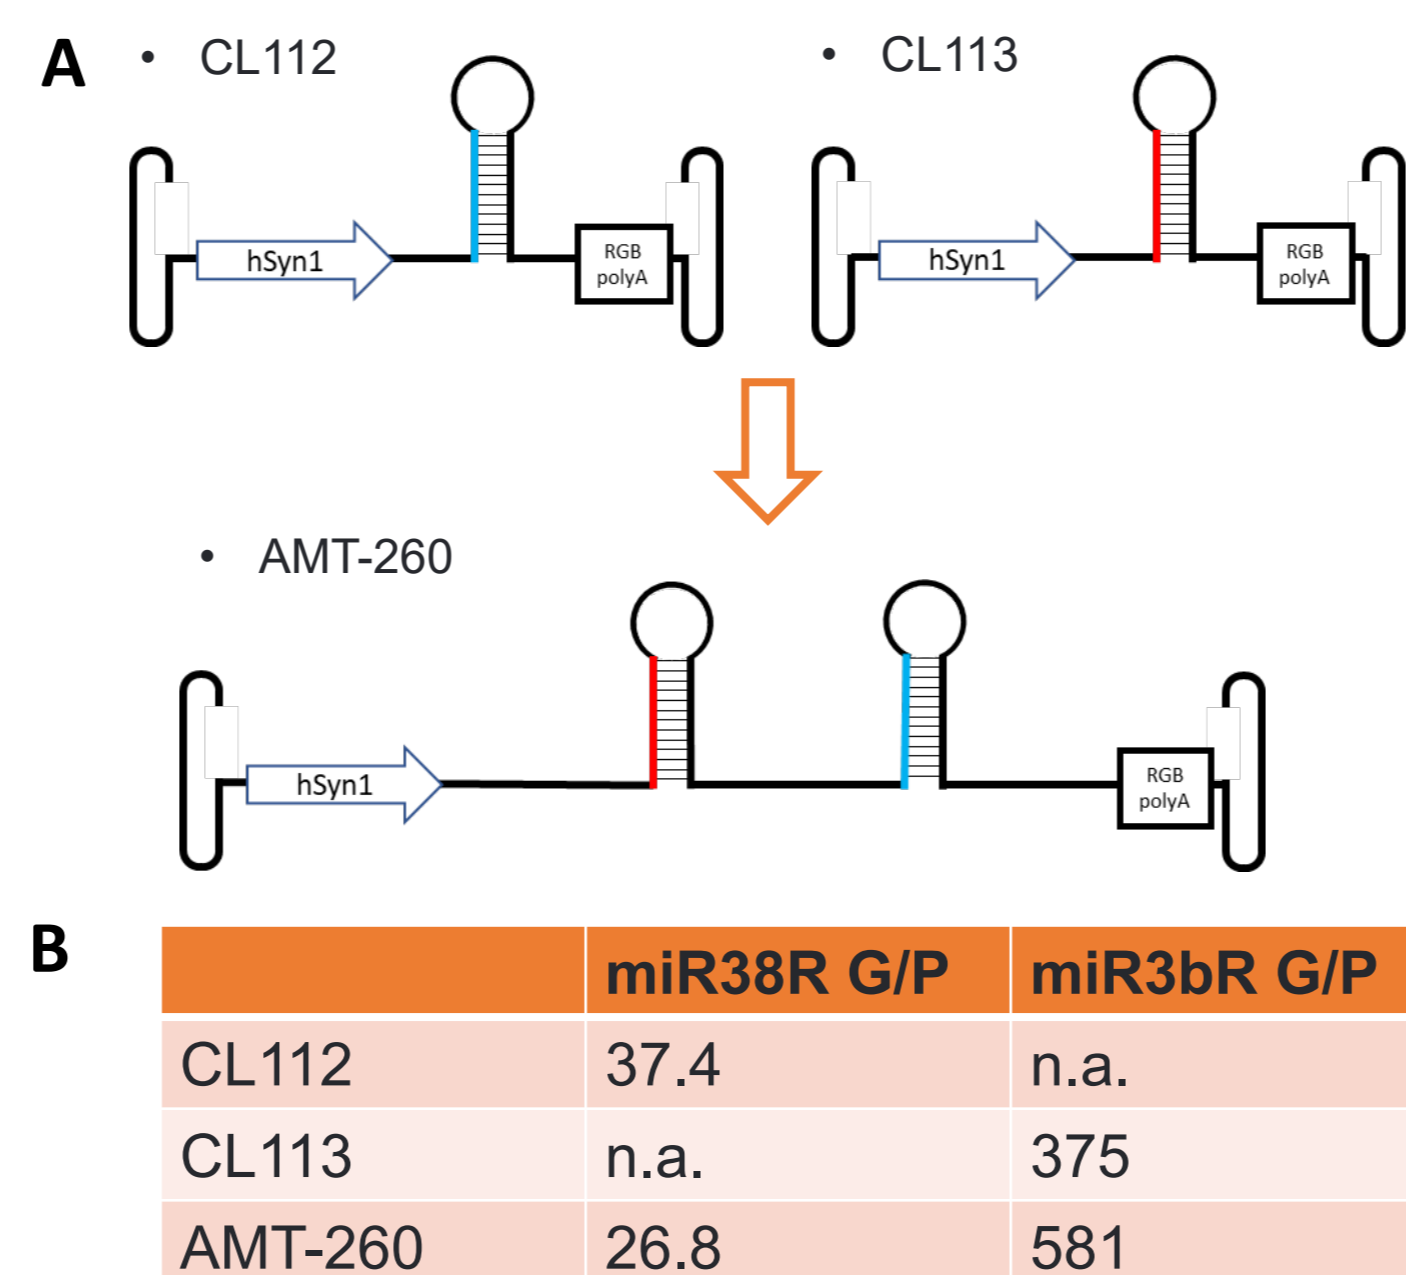 A
• CL112
• CL113
hSyn1
RGB
polyA
hSyn1
RGB
polyA
• AMT-260
hSyn1
RGB
polyA
B
miR38R G/P miR3bR G/P
CL112 37.4 n.a.
CL113 n.a. 375
AMT-260 26.8 581